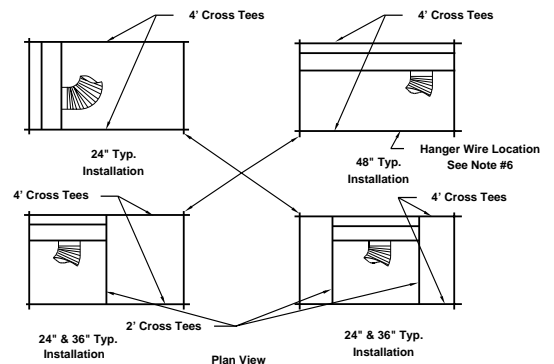 4' Cross Tees
4' Cross Tees
24" Typ.
Installation
48" Typ.
Installation
Hanger Wire Location
See Note #6
4' Cross Tees
4' Cross Tees
2' Cross Tees
24" & 36" Typ.
Installation
24" & 36" Typ.
Installation
Plan View